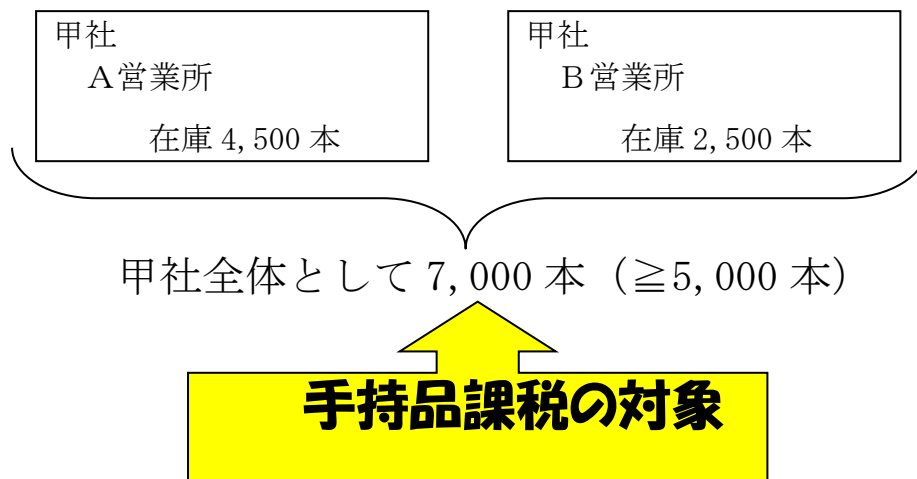 甲社
A営業所
在庫 4,500 本
甲社
B営業所
在庫 2,500 本
甲社全体として 7,000 本（≧5,000 本）
手持品課税の対象